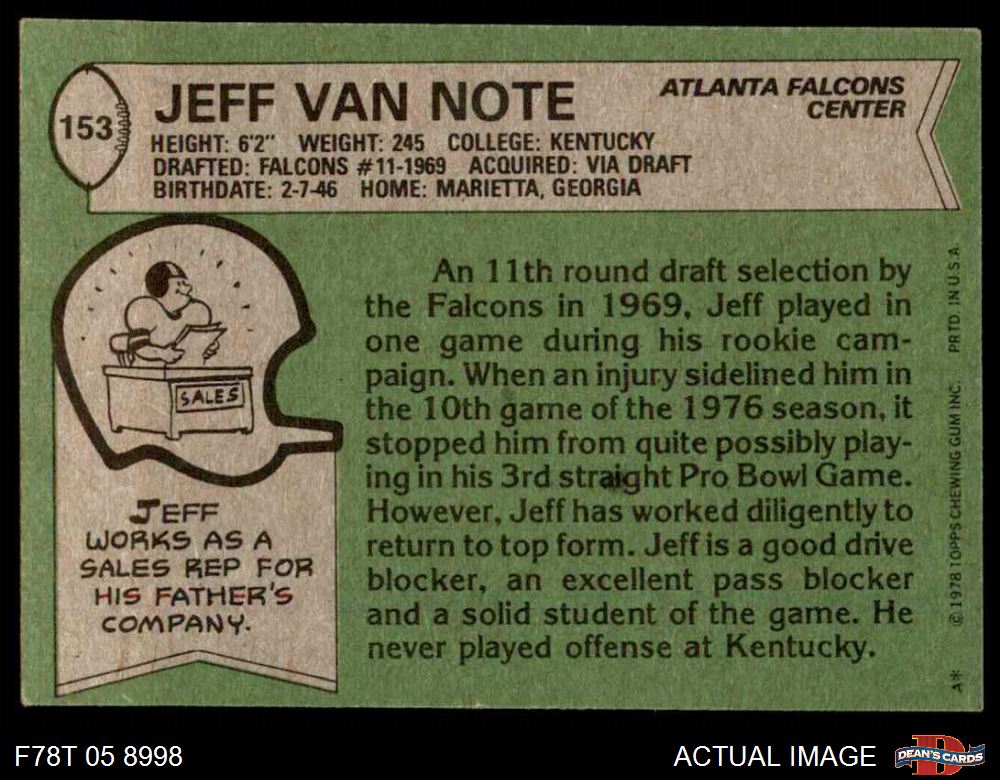 153
JEFF VAN NOTE
ATLANTA FALCONS
CENTER
HEIGHT: 6'2" WEIGHT: 245 COLLEGE: KENTUCKY
DRAFTED: FALCONS #11-1969 ACQUIRED: VIA DRAFT
BIRTHDATE: 2-7-46 HOME: MARIETTA, GEORGIA
SALES
JEFF
WORKS AS A
SALES REP FOR
HIS FATHER'S
COMPANY.
An 11th round draft selection by
the Falcons in 1969, Jeff played in
one game during his rookie cam-
paign. When an injury sidelined him in
the 10th game of the 1976 season, it
stopped him from quite possibly play-
ing in his 3rd straight Pro Bowl Game.
However, Jeff has worked diligently to
return to top form. Jeff is a good drive
blocker, an excellent pass blocker
and a solid student of the game. He
never played offense at Kentucky.
A* © 1978 TOPPS CHEWING GUM INC. PRTD. IN U.S.A.
F78T 05 8998
ACTUAL IMAGE
D
DEAN'S CARDS